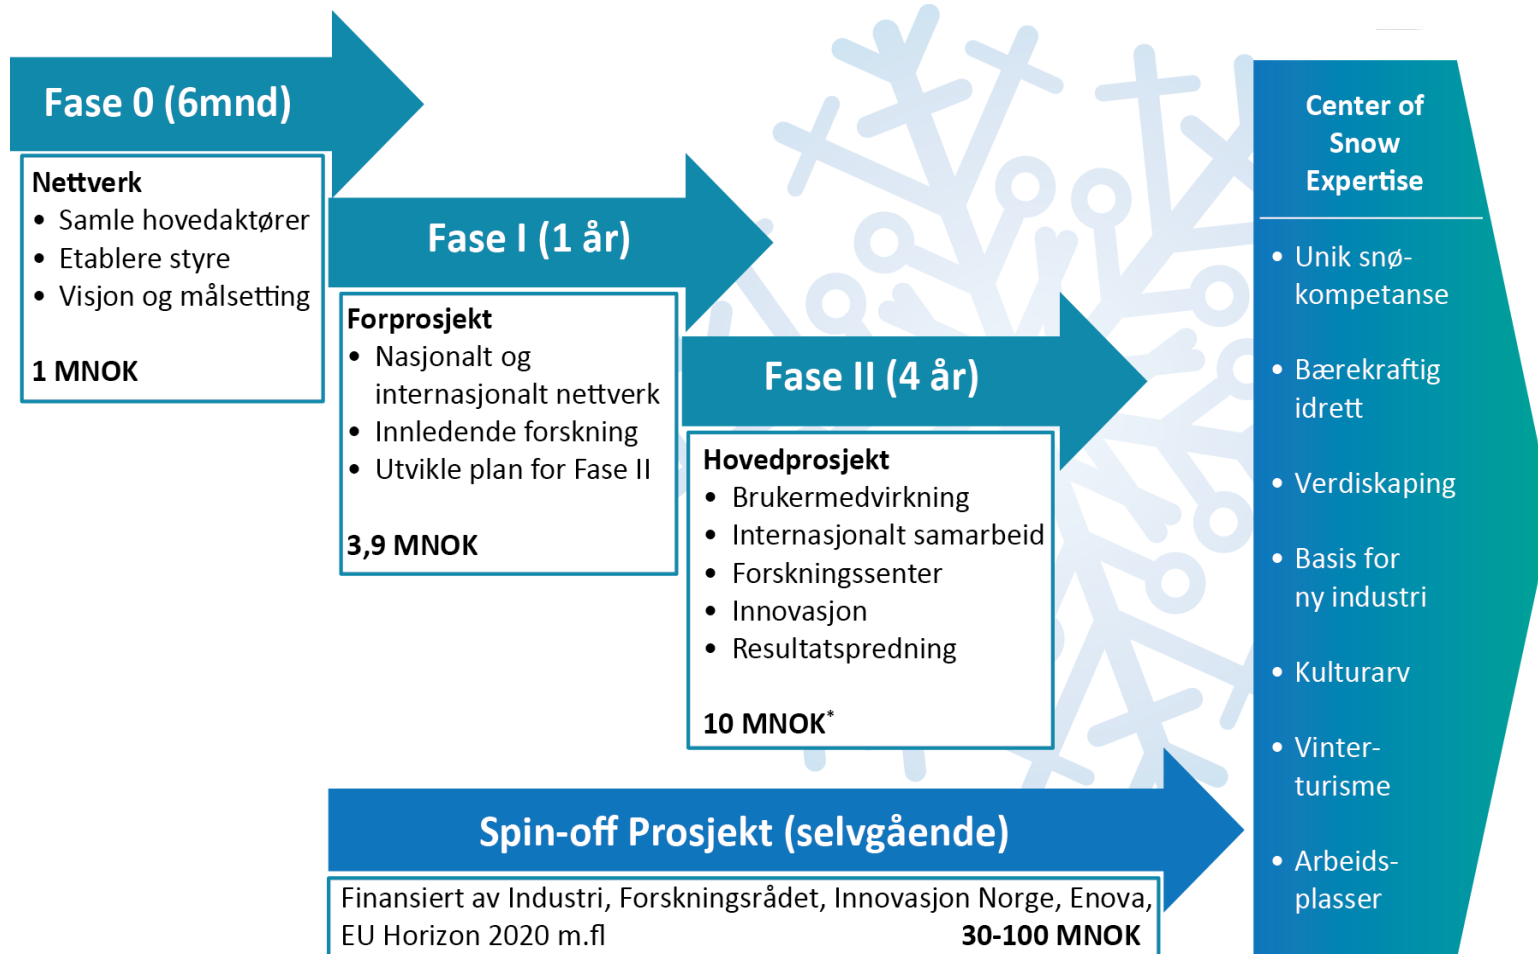 Fase 0 (6mnd)
Nettverk
• Samle hovedaktører
• Etablere styre
• Visjon og målsetting
1 MNOK
Fase I (1 år)
Forprosjekt
• Nasjonalt og
internasjonalt nettverk
• Innledende forskning
• Utvikle plan for Fase II
3,9 MNOK
Fase II (4 år)
Hovedprosjekt
• Brukermedvirkning
• Internasjonalt samarbeid
• Forskningssenter
• Innovasjon
• Resultatspredning
10 MNOK*
Spin-off Prosjekt (selvgående)
Finansiert av Industri, Forskningsrådet, Innovasjon Norge, Enova,
EU Horizon 2020 m.fl 30-100 MNOK
Center of
Snow
Expertise
• Unik snø-
kompetanse
• Bærekraftig
idrett
• Verdiskaping
• Basis for
ny industri
• Kulturarv
• Vinter-
turisme
• Arbeids-
plasser